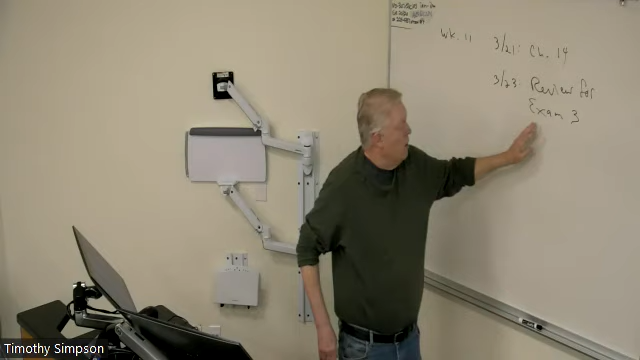 Wk. 11 3/21: Ch. 14
3/23: Review for
Exam 3
Timothy Simpson